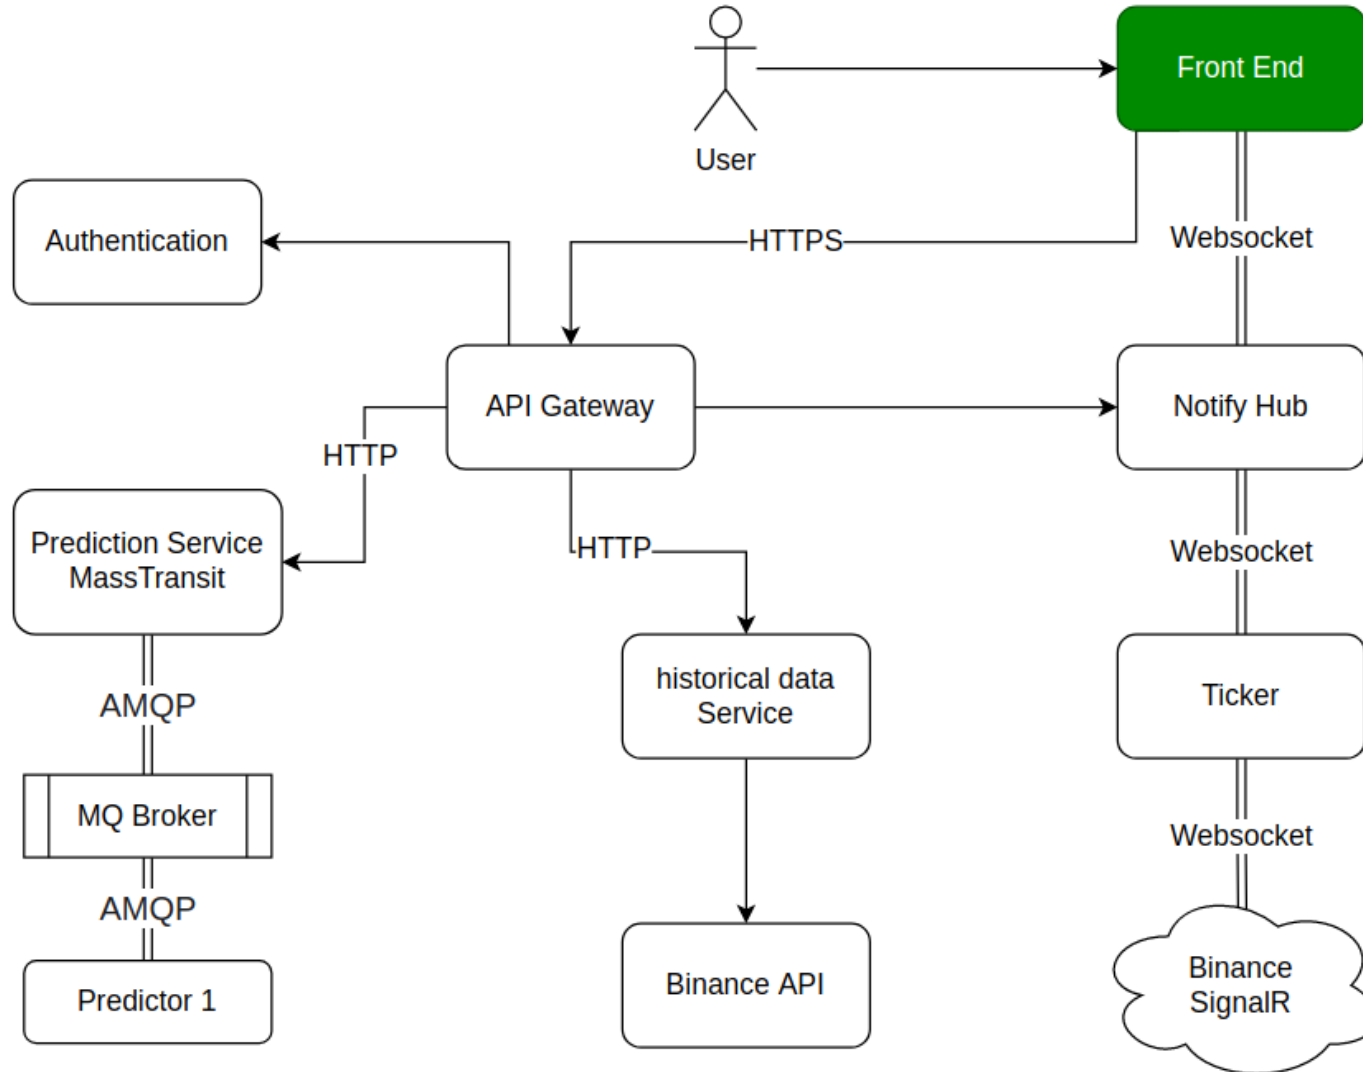 Front End
User
Authentication
HTTPS
Websocket
API Gateway
Notify Hub
HTTP
Prediction Service
MassTransit
HTTP
Websocket
historical data
Service
Ticker
AMQP
MQ Broker
Websocket
AMQP
Predictor 1
Binance API
Binance
SignalR